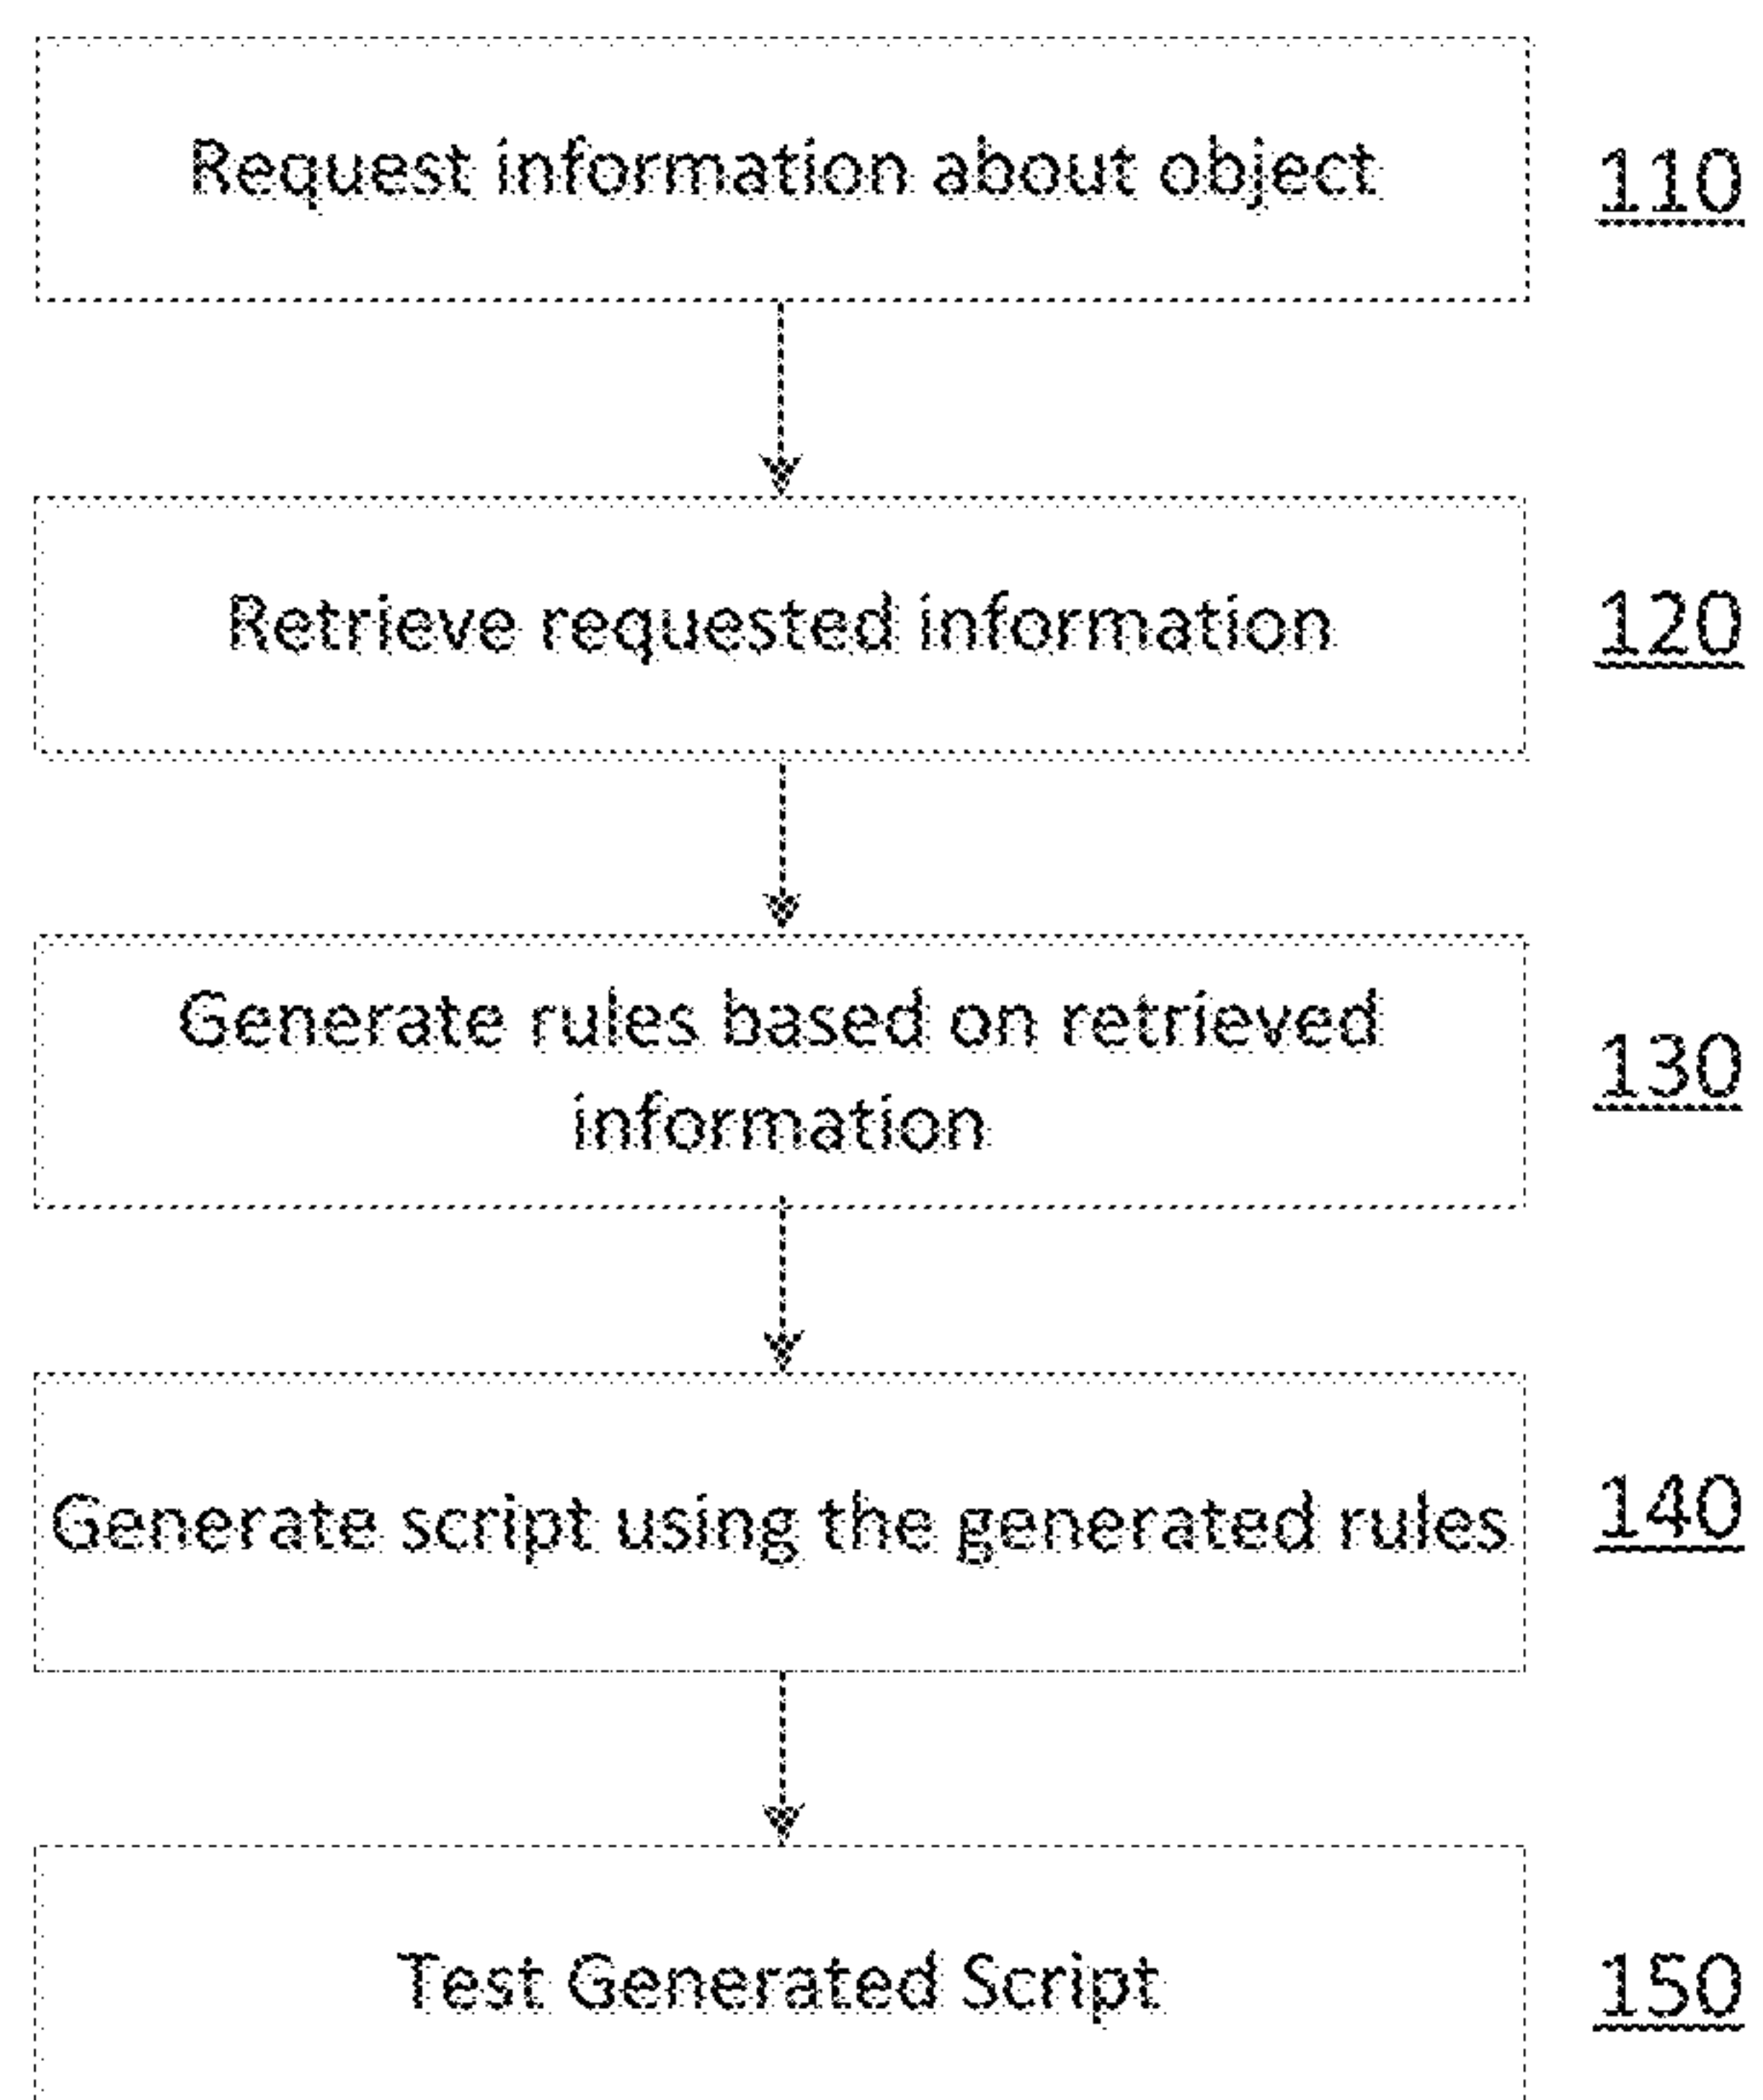 Request information about object
110
Retrieve requested information
120
Generate rules based on retrieved
information
130
Generate script using the generated rules
140
Test Generated Script
150